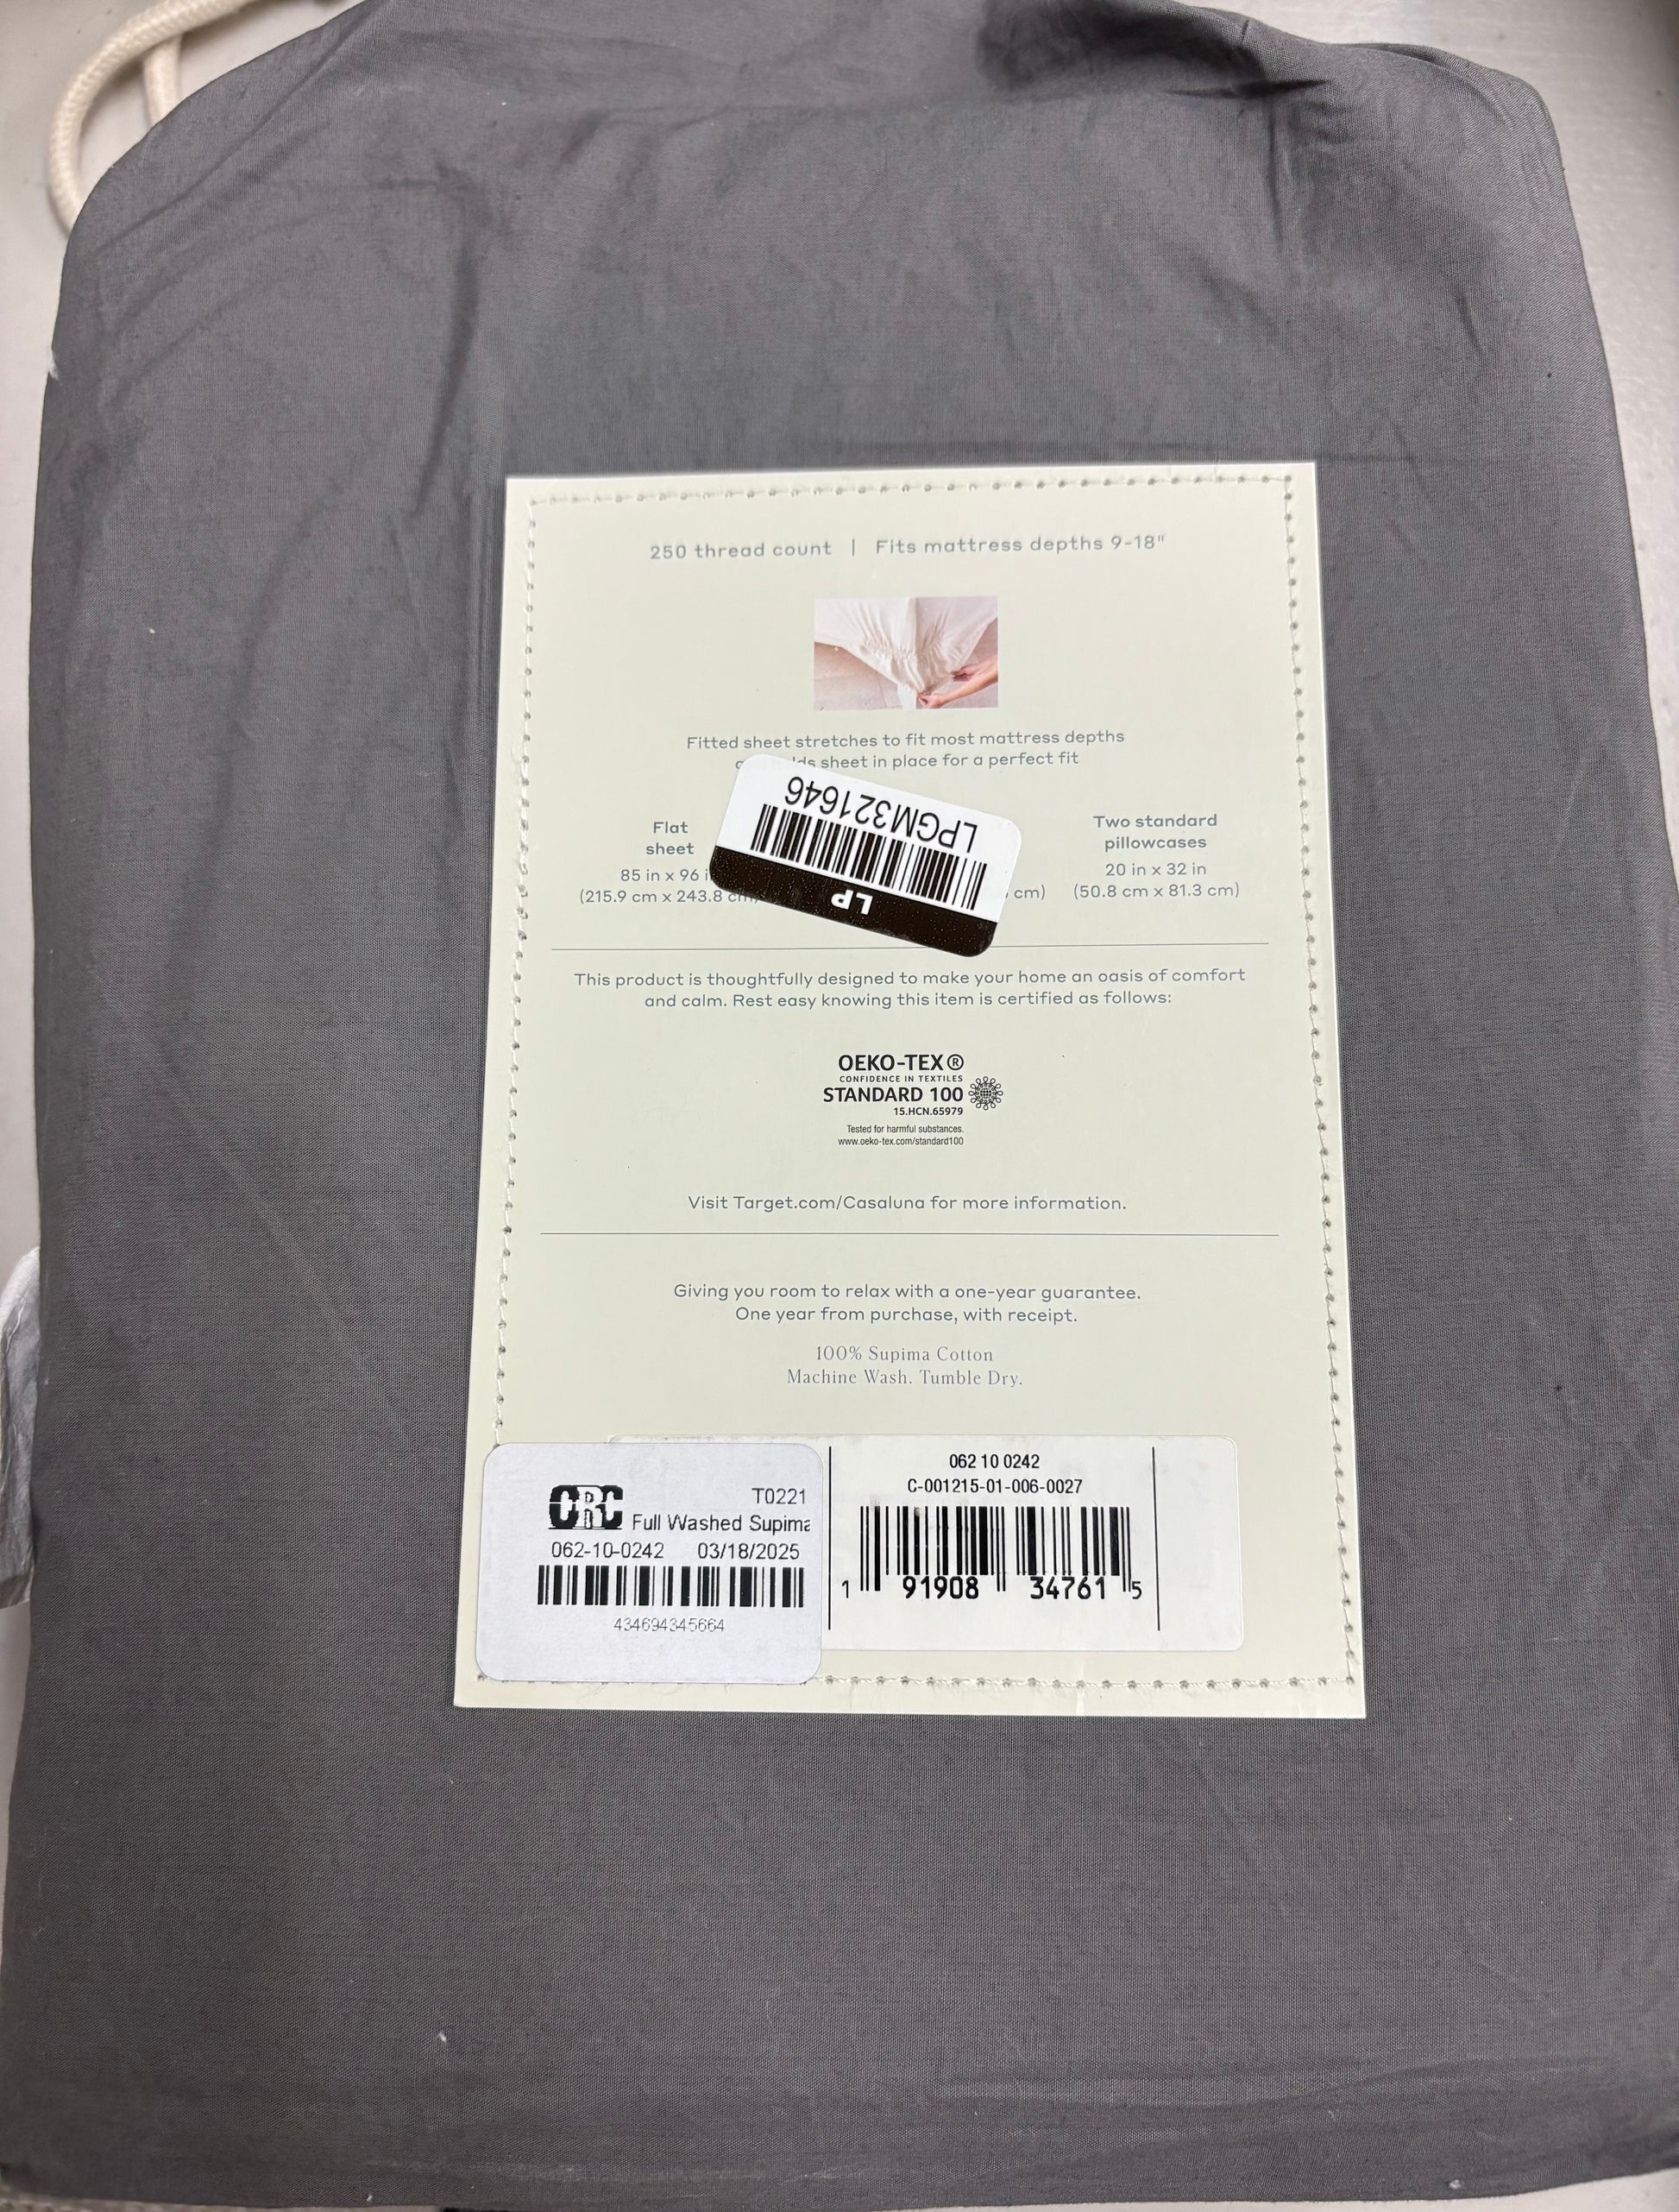 250 thread count | Fits mattress depths 9-18"
Fitted sheet stretches to fit most mattress depths
sheet in place for a perfect fit
LPGM321646
LP
Flat
sheet
85 in x 96
(215.9 cm x 243.8 cm
cm)
Two standard
pillowcases
20 in x 32 in
(50.8 cm x 81.3 cm)
This product is thoughtfully designed to make your home an oasis of comfort
and calm. Rest easy knowing this item is certified as follows:
OEKO-TEX®
CONFIDENCE IN TEXTILES
STANDARD 100
15.HCN.65979
Tested for harmful substances.
www.oeko-tex.com/standard100
Visit Target.com/Casaluna for more information.
Giving you room to relax with a one-year guarantee.
One year from purchase, with receipt.
100% Supima Cotton
Machine Wash. Tumble Dry.
CRC T0221
Full Washed Supima
062-10-0242 03/18/2025
434694345664
062 10 0242
C-001215-01-006-0027
1 91908 34761 5